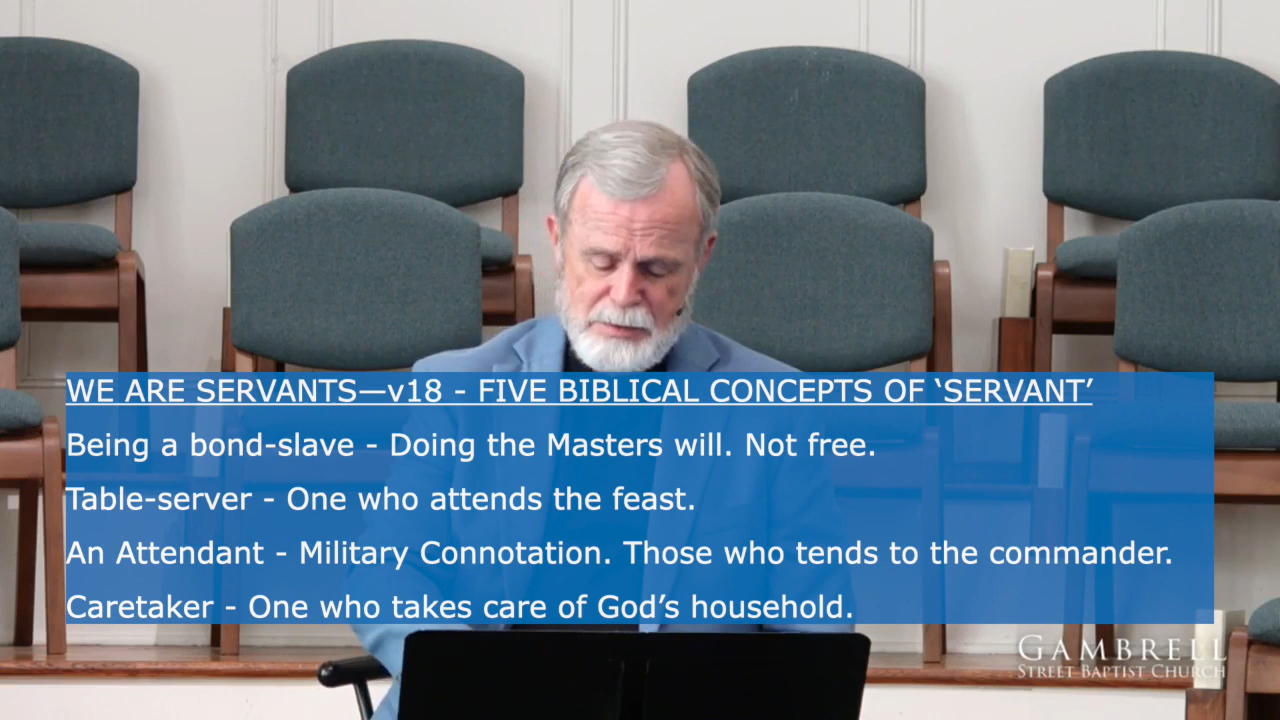 WE ARE SERVANTS—v18 - FIVE BIBLICAL CONCEPTS OF ‘SERVANT’
Being a bond-slave - Doing the Masters will. Not free.
Table-server - One who attends the feast.
An Attendant - Military Connotation. Those who tends to the commander.
Caretaker - One who takes care of God’s household.
GAMBRELL
STREET BAPTIST CHURCH